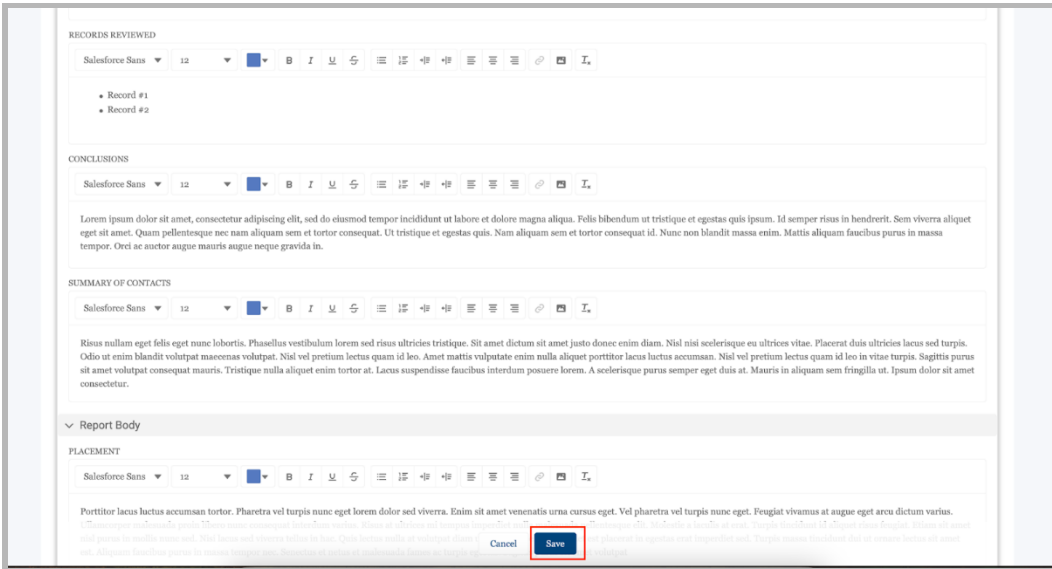 RECORDS REVIEWED
Salesforce Sans 12 B I U S
• Record #1
• Record #2
CONCLUSIONS
Salesforce Sans 12 B I U S
Lorem ipsum dolor sit amet, consectetur adipiscing elit, sed do eiusmod tempor incididunt ut labore et dolore magna aliqua. Felis bibendum ut tristique et egestas quis ipsum. Id semper risus in hendrerit. Sem viverra aliquet
eget sit amet. Quam pellentesque nec nam aliquam sem et tortor consequat. Ut tristique et egestas quis. Nam aliquam sem et tortor consequat id. Nunc non blandit massa enim. Mattis aliquam faucibus purus in massa
tempor. Orci ac auctor augue mauris augue neque gravida in.
SUMMARY OF CONTACTS
Salesforce Sans 12 B I U S
Risus nullam eget felis eget nunc lobortis. Phasellus vestibulum lorem sed risus ultricies tristique. Sit amet dictum sit amet justo donec enim diam. Nisl nisi scelerisque eu ultrices vitae. Placerat duis ultricies lacus sed turpis.
Odio ut enim blandit volutpat maecenas volutpat. Nisl vel pretium lectus quam id leo. Amet mattis vulputate enim nulla aliquet porttitor lacus luctus accumsan. Nisl vel pretium lectus quam id leo in vitae turpis. Sagittis purus
sit amet volutpat consequat mauris. Tristique nulla aliquet enim tortor at. Lacus suspendisse faucibus interdum posuere lorem. A scelerisque purus semper eget duis at. Mauris in aliquam sem fringilla ut. Ipsum dolor sit amet
consectetur.
Report Body
PLACEMENT
Salesforce Sans 12 B I U S
Porttitor lacus luctus accumsan tortor. Pharetra vel turpis nunc eget lorem dolor sed viverra. Enim sit amet venenatis urna cursus eget. Vel pharetra vel turpis nunc eget. Feugiat vivamus at augue eget arcu dictum varius.
Cancel Save